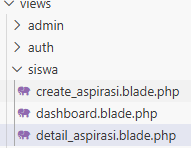 views
admin
auth
siswa
create_aspirasi.blade.php
dashboard.blade.php
detail_aspirasi.blade.php